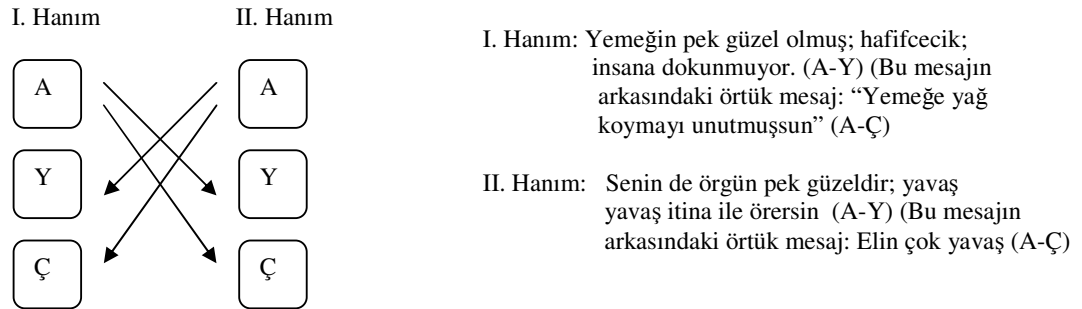 I. Hanım II. Hanım
A A
Y Y
Ç Ç
I. Hanım: Yemeğin pek güzel olmuş; hafifcecik;
insana dokunmuyor. (A-Y) (Bu mesajın
arkasındaki örtük mesaj: “Yemeğe yağ
koymayı unutmuşsun” (A-Ç)
II. Hanım: Senin de örgün pek güzeldir; yavaş
yavaş itina ile örersin (A-Y) (Bu mesajın
arkasındaki örtük mesaj: Elin çok yavaş (A-Ç)